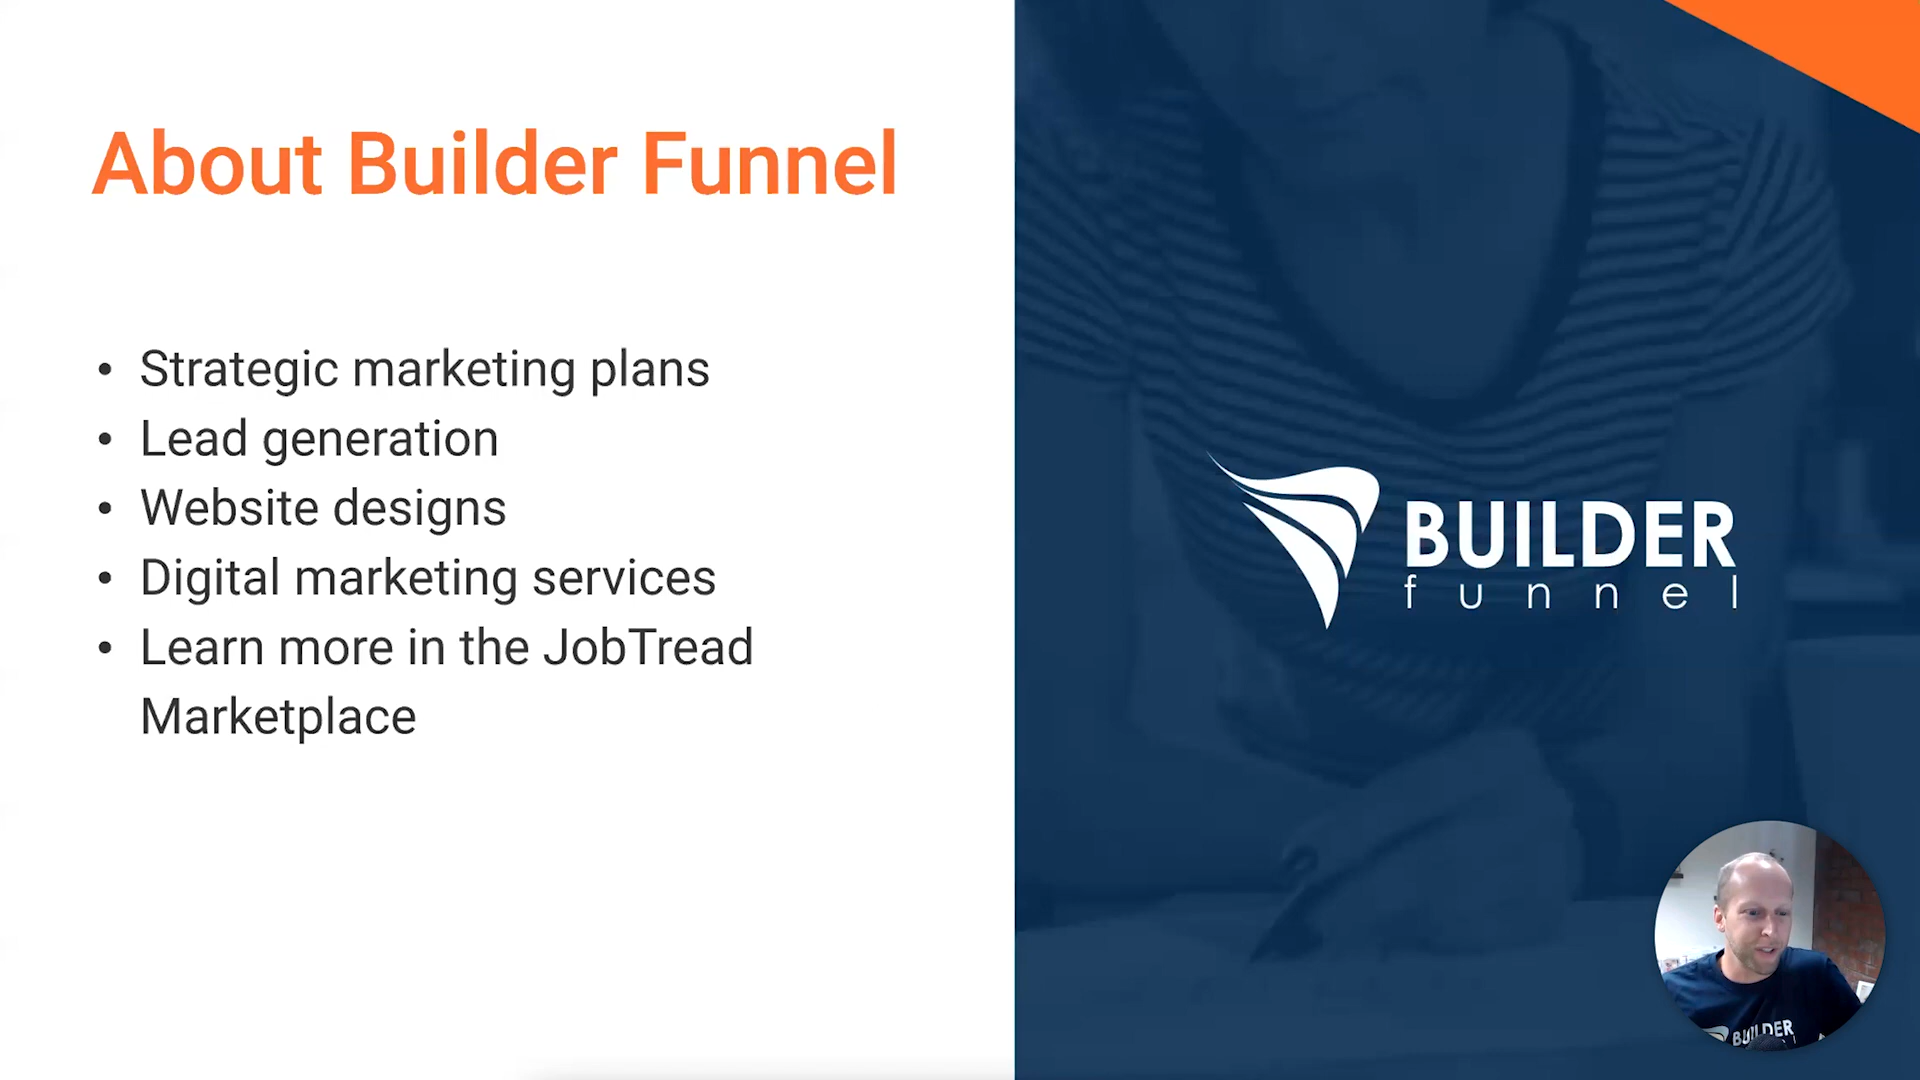 About Builder Funnel
• Strategic marketing plans
• Lead generation
• Website designs
• Digital marketing services
• Learn more in the JobTread
Marketplace
BUILDER
funnel
BUILDER